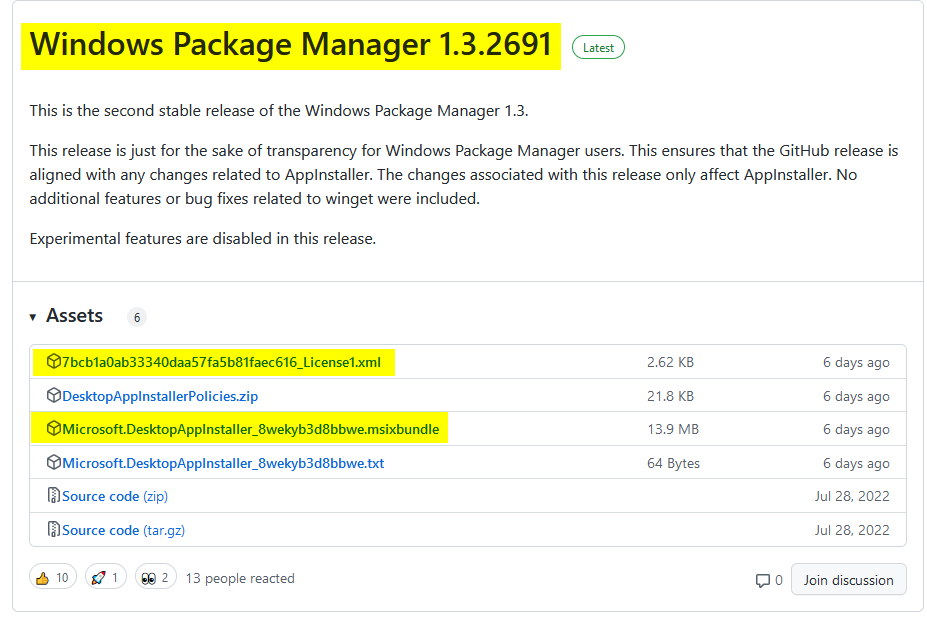 Windows Package Manager 1.3.2691 Latest
This is the second stable release of the Windows Package Manager 1.3.
This release is just for the sake of transparency for Windows Package Manager users. This ensures that the GitHub release is
aligned with any changes related to AppInstaller. The changes associated with this release only affect AppInstaller. No
additional features or bug fixes related to winget were included.
Experimental features are disabled in this release.
Assets 6
7bcb1a0ab33340daa57fa5b81faec616_License1.xml 2.62 KB 6 days ago
DesktopAppInstallerPolicies.zip 21.8 KB 6 days ago
Microsoft.DesktopAppInstaller_8wekyb3d8bbwe.msixbundle 13.9 MB 6 days ago
Microsoft.DesktopAppInstaller_8wekyb3d8bbwe.txt 64 Bytes 6 days ago
Source code (zip) Jul 28, 2022
Source code (tar.gz) Jul 28, 2022
10 1 2 13 people reacted 0 Join discussion